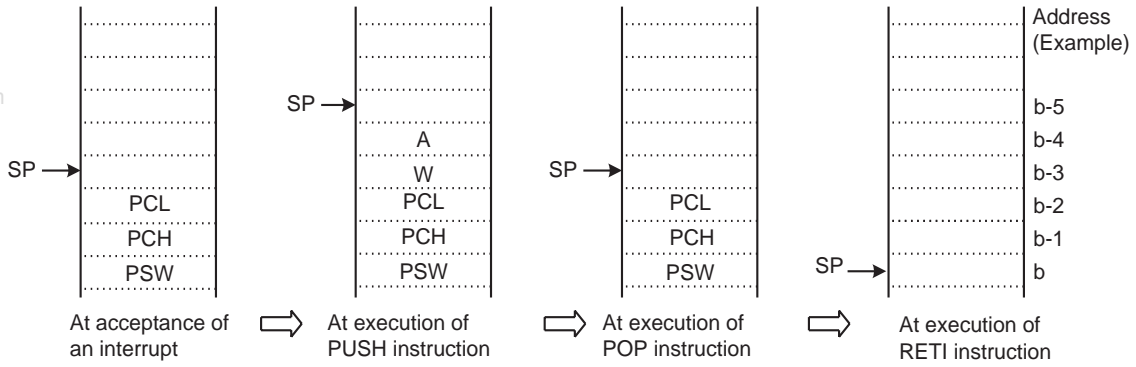 Address
(Example)
SP
b-5
A
b-4
SP
W
SP
b-3
PCL
PCL
PCL
b-2
PCH
PCH
PCH
b-1
PSW
PSW
PSW
SP
b
At acceptance of
an interrupt
At execution of
PUSH instruction
At execution of
POP instruction
At execution of
RETI instruction